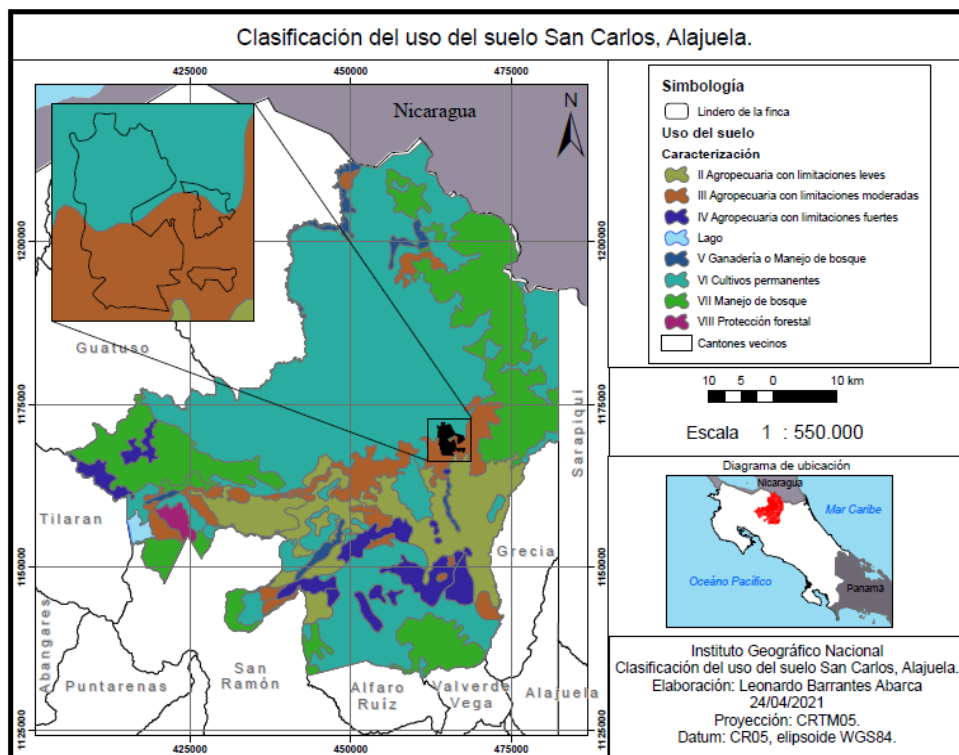 Clasificación del uso del suelo San Carlos, Alajuela.
425000
450000
475000
Nicaragua
N
1200000
1200000
Guatuso
1175000
1175000
Sarapiquí
Tilaran
Grecia
1150000
1150000
Abangares
Puntarenas
San
Ramón
Alfaro
Ruíz
Valverde
Vega
Alajuela
1125000
1125000
425000
450000
475000
Simbología
Lindero de la finca
Uso del suelo
Caracterización
II Agropecuaria con limitaciones leves
III Agropecuaria con limitaciones moderadas
IV Agropecuaria con limitaciones fuertes
Lago
V Ganadería o Manejo de bosque
VI Cultivos permanentes
VII Manejo de bosque
VIII Protección forestal
Cantones vecinos
10 5 0 10 km
Escala 1 : 550.000
Diagrama de ubicación
Nicaragua
Mar Caribe
Oceáno Pacífico
Panamá
Instituto Geográfico Nacional
Clasificación del uso del suelo San Carlos, Alajuela.
Elaboración: Leonardo Barrantes Abarca
24/04/2021
Proyección: CRTM05.
Datum: CR05, elipsoide WGS84.